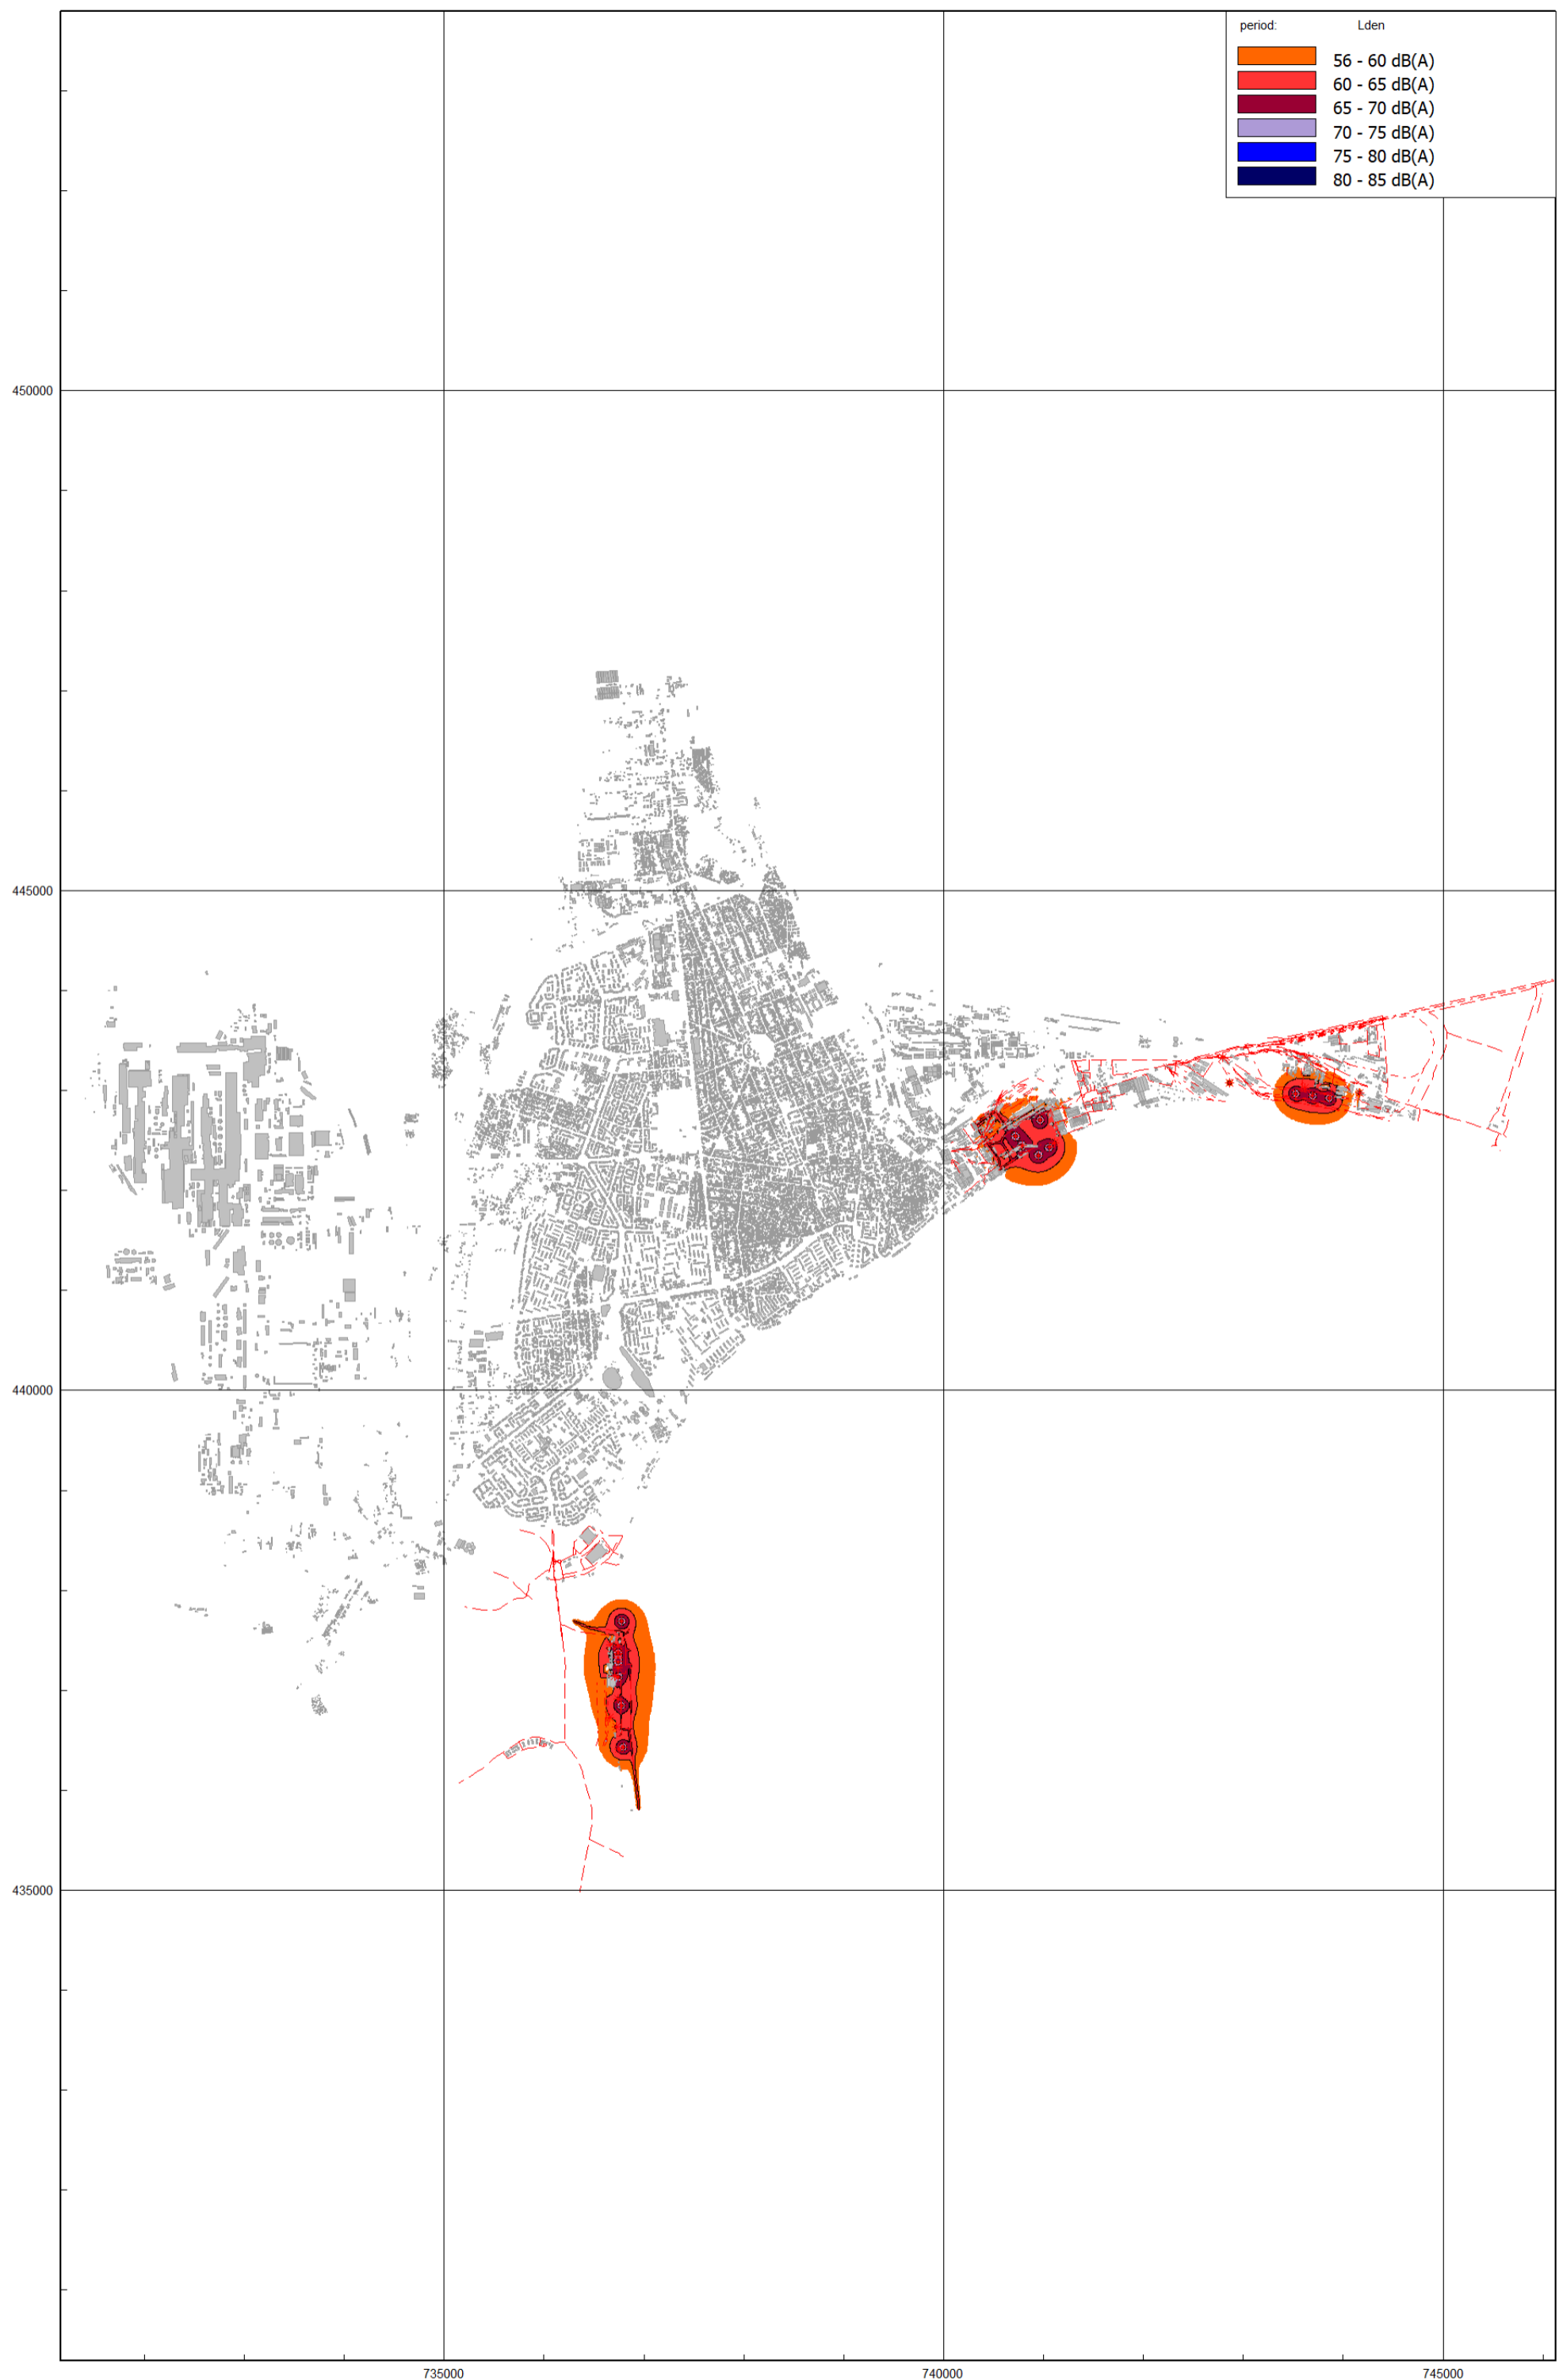 period: Lden
56 - 60 dB(A)
60 - 65 dB(A)
65 - 70 dB(A)
70 - 75 dB(A)
75 - 80 dB(A)
80 - 85 dB(A)
450000
445000
440000
435000
735000 740000 745000